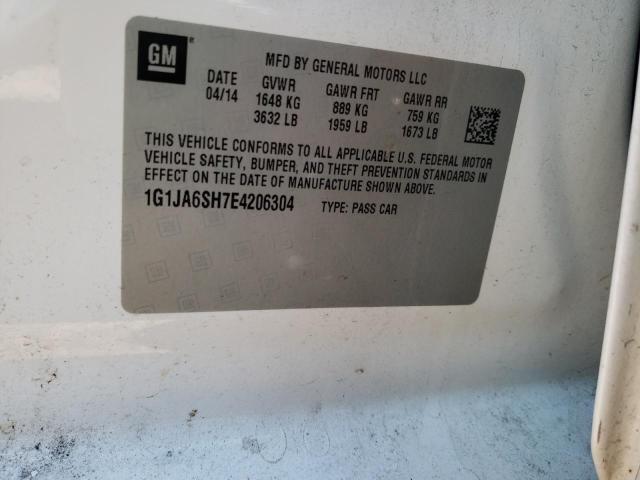 GM
MFD BY GENERAL MOTORS LLC
DATE GVWR GAWR FRT GAWR RR
04/14 1648 KG 889 KG 759 KG
3632 LB 1959 LB 1673 LB
THIS VEHICLE CONFORMS TO ALL APPLICABLE U.S. FEDERAL MOTOR
VEHICLE SAFETY, BUMPER, AND THEFT PREVENTION STANDARDS IN
EFFECT ON THE DATE OF MANUFACTURE SHOWN ABOVE.
1G1JA6SH7E4206304 TYPE: PASS CAR